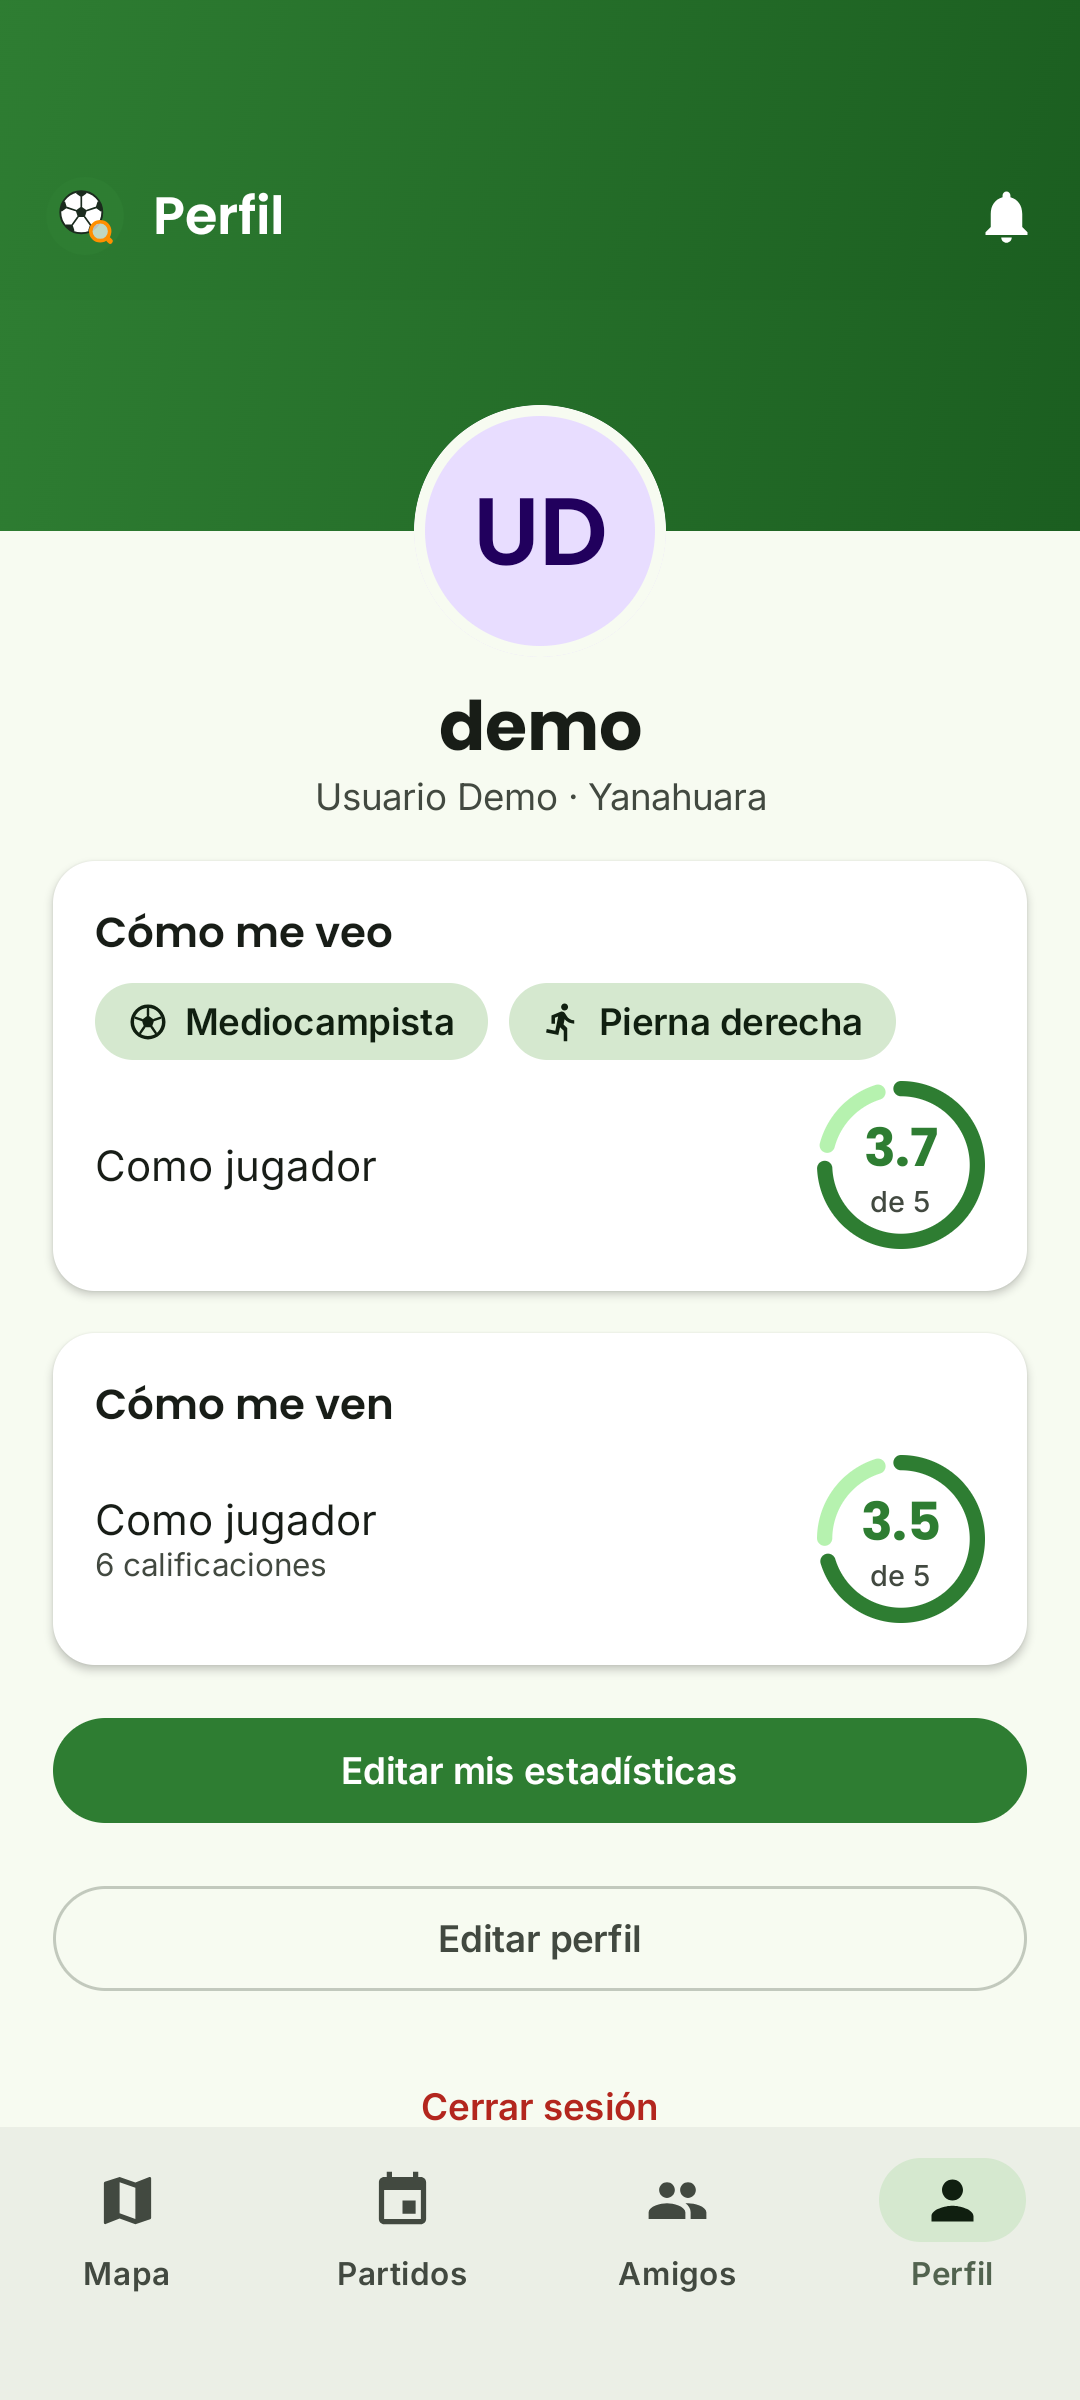 Perfil
UD
demo
Usuario Demo · Yanahuara
Cómo me veo
Mediocampista
Pierna derecha
Como jugador
3.7
de 5
Cómo me ven
Como jugador
6 calificaciones
3.5
de 5
Editar mis estadísticas
Editar perfil
Cerrar sesión
Mapa
Partidos
Amigos
Perfil